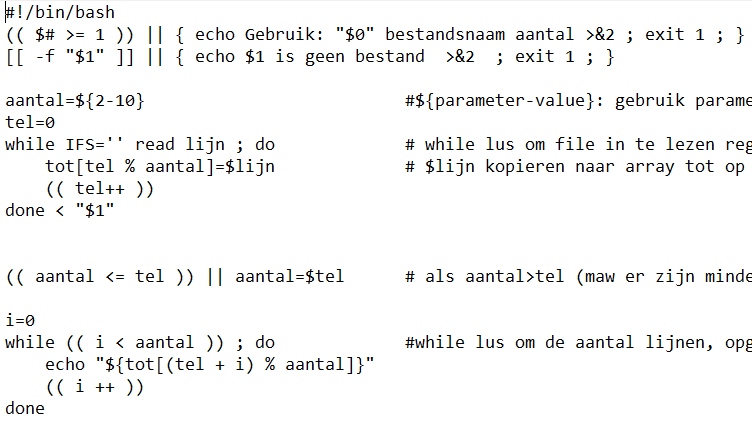 #!/bin/bash
(( $# >= 1 )) || { echo Gebruik: "$0" bestandsnaam aantal >&2 ; exit 1 ; }
[[ -f "$1" ]] || { echo $1 is geen bestand  >&2  ; exit 1 ; }
aantal=${2-10} #${parameter-value}: gebruik parame
tel=0
while IFS='' read lijn ; do # while lus om file in te lezen reg
tot[tel % aantal]=$lijn # $lijn kopieren naar array tot op
(( tel++ ))
done < "$1"
(( aantal <= tel )) || aantal=$tel # als aantal>tel (maw er zijn minde
i=0
while (( i < aantal )) ; do #while lus om de aantal lijnen, opg
echo "${tot[(tel + i) % aantal]}"
(( i ++ ))
done